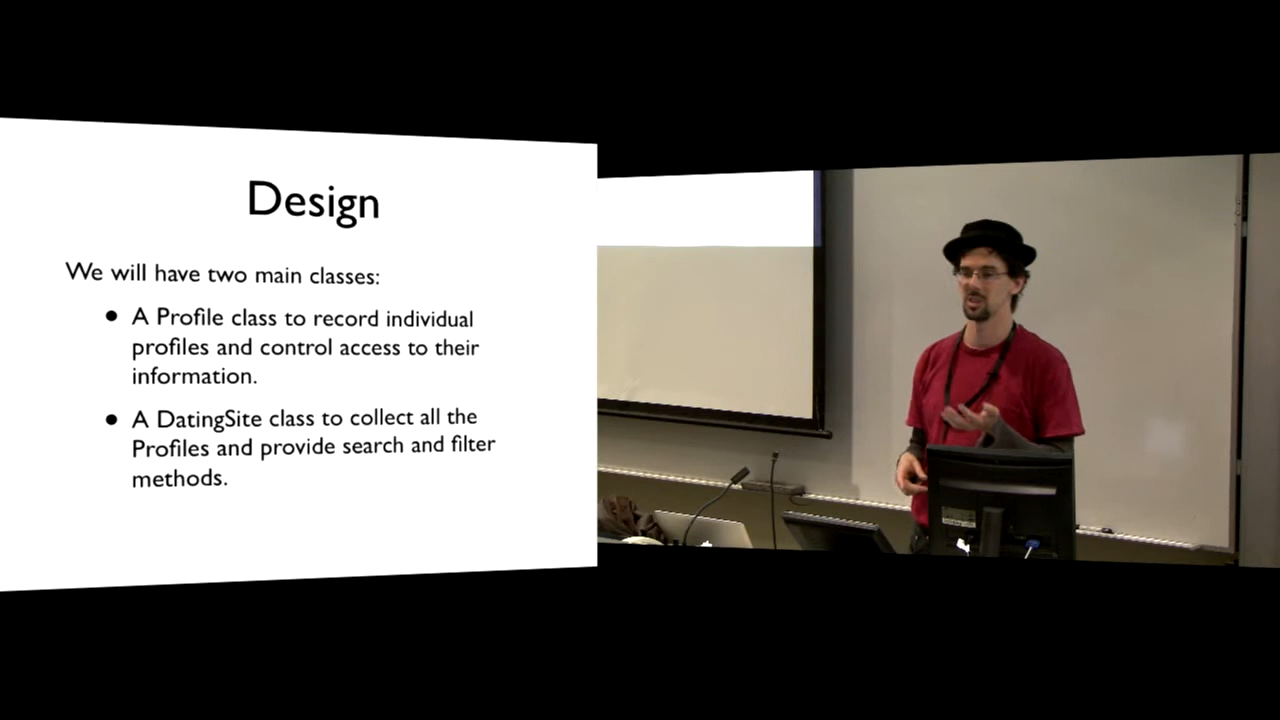 Design
We will have two main classes:
• A Profile class to record individual
profiles and control access to their
information.
• A DatingSite class to collect all the
Profiles and provide search and filter
methods.